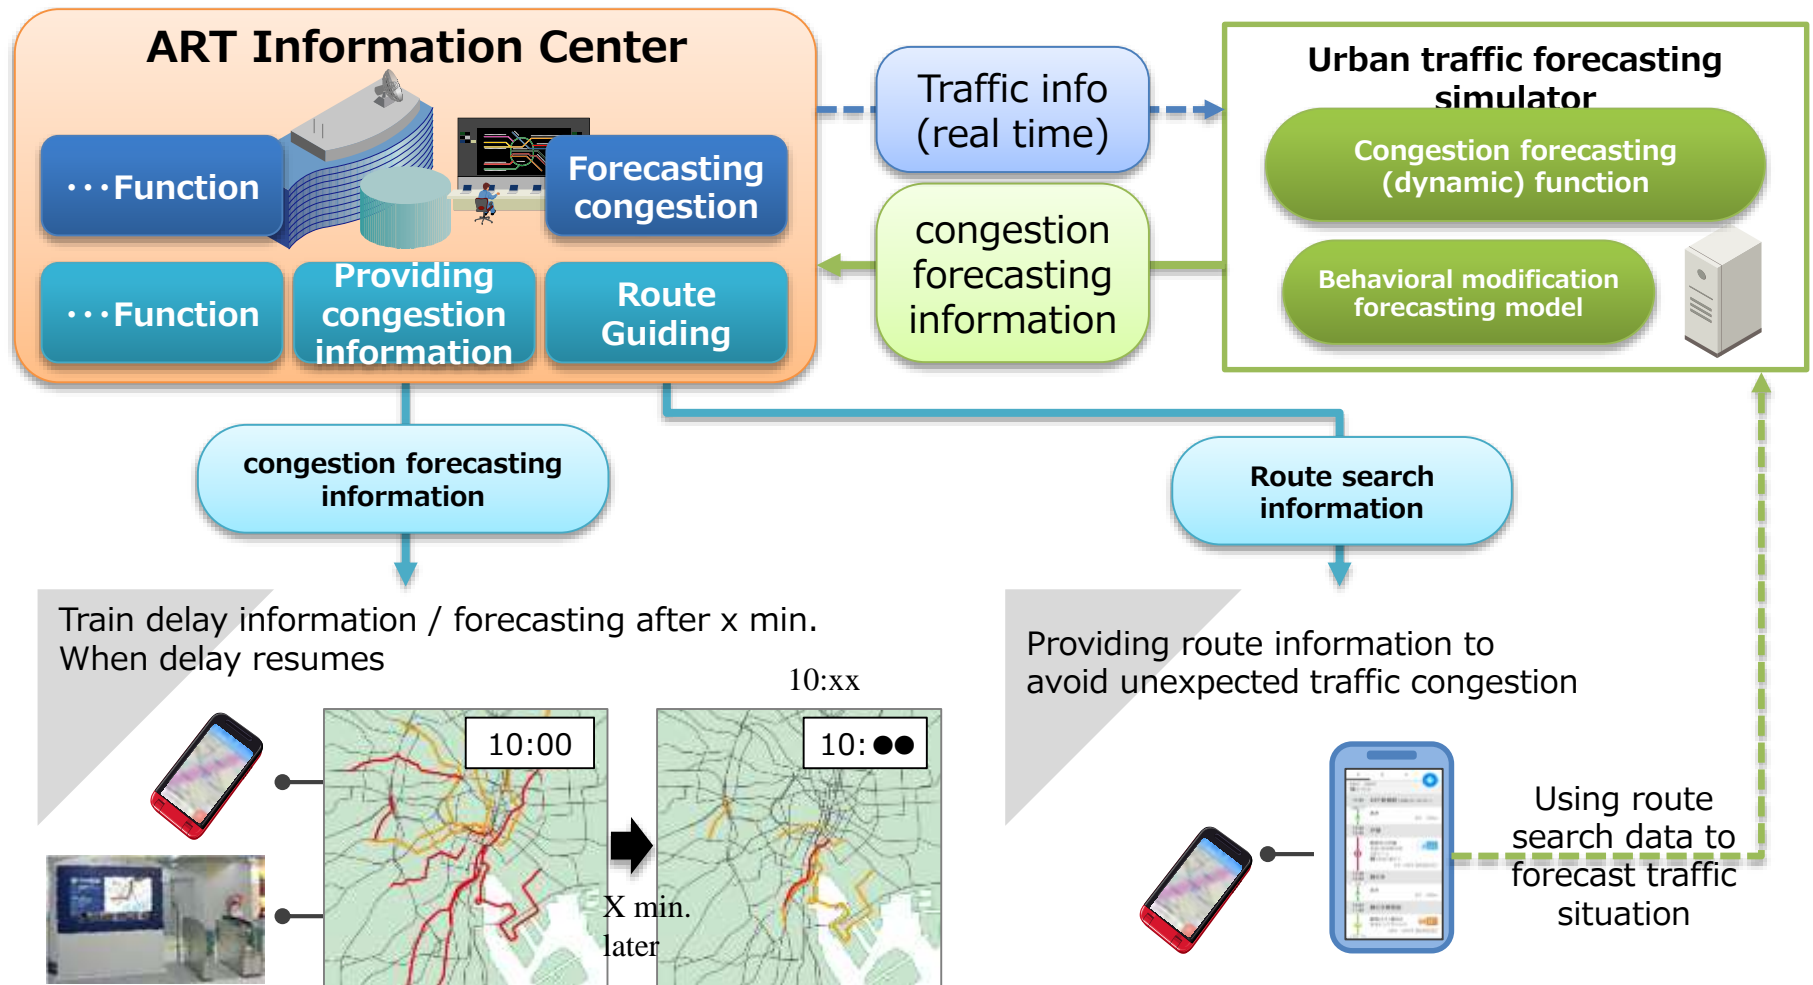 ART Information Center
···Function
Forecasting
congestion
···Function
Providing
congestion
information
Route
Guiding
Traffic info
(real time)
congestion
forecasting
information
Urban traffic forecasting
simulator
Congestion forecasting
(dynamic) function
Behavioral modification
forecasting model
congestion forecasting
information
Route search
information
Train delay information / forecasting after x min.
When delay resumes
10:xx
10:00
10:●●
X min.
later
Providing route information to
avoid unexpected traffic congestion
Using route
search data to
forecast traffic
situation